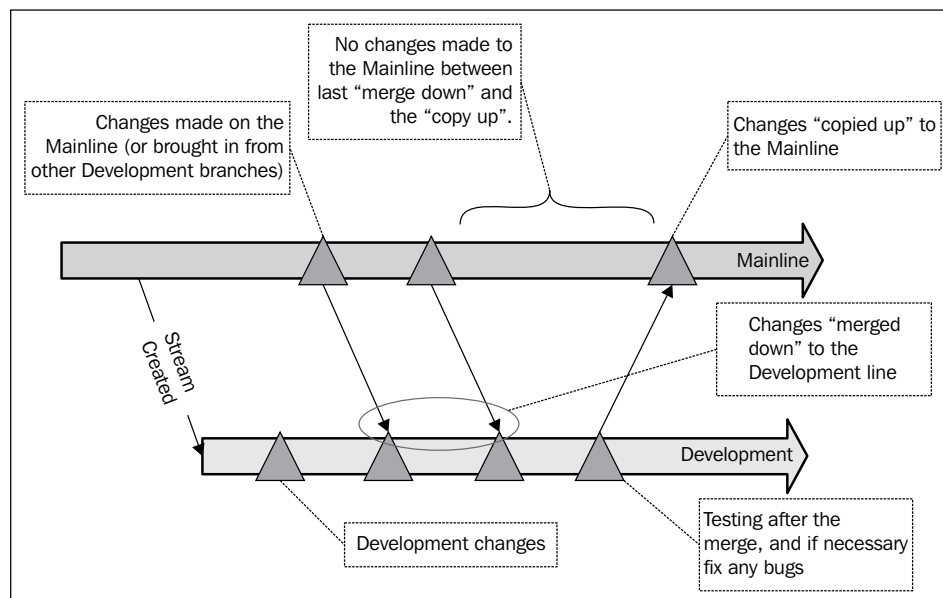 No changes made to
the Mainline between
last “merge down” and
the “copy up”.
Changes made on the
Mainline (or brought in from
other Development branches)
Changes “copied up” to
the Mainline
Mainline
Stream
Created
Changes “merged
down” to the
Development line
Development
Development changes
Testing after the
merge, and if necessary
fix any bugs